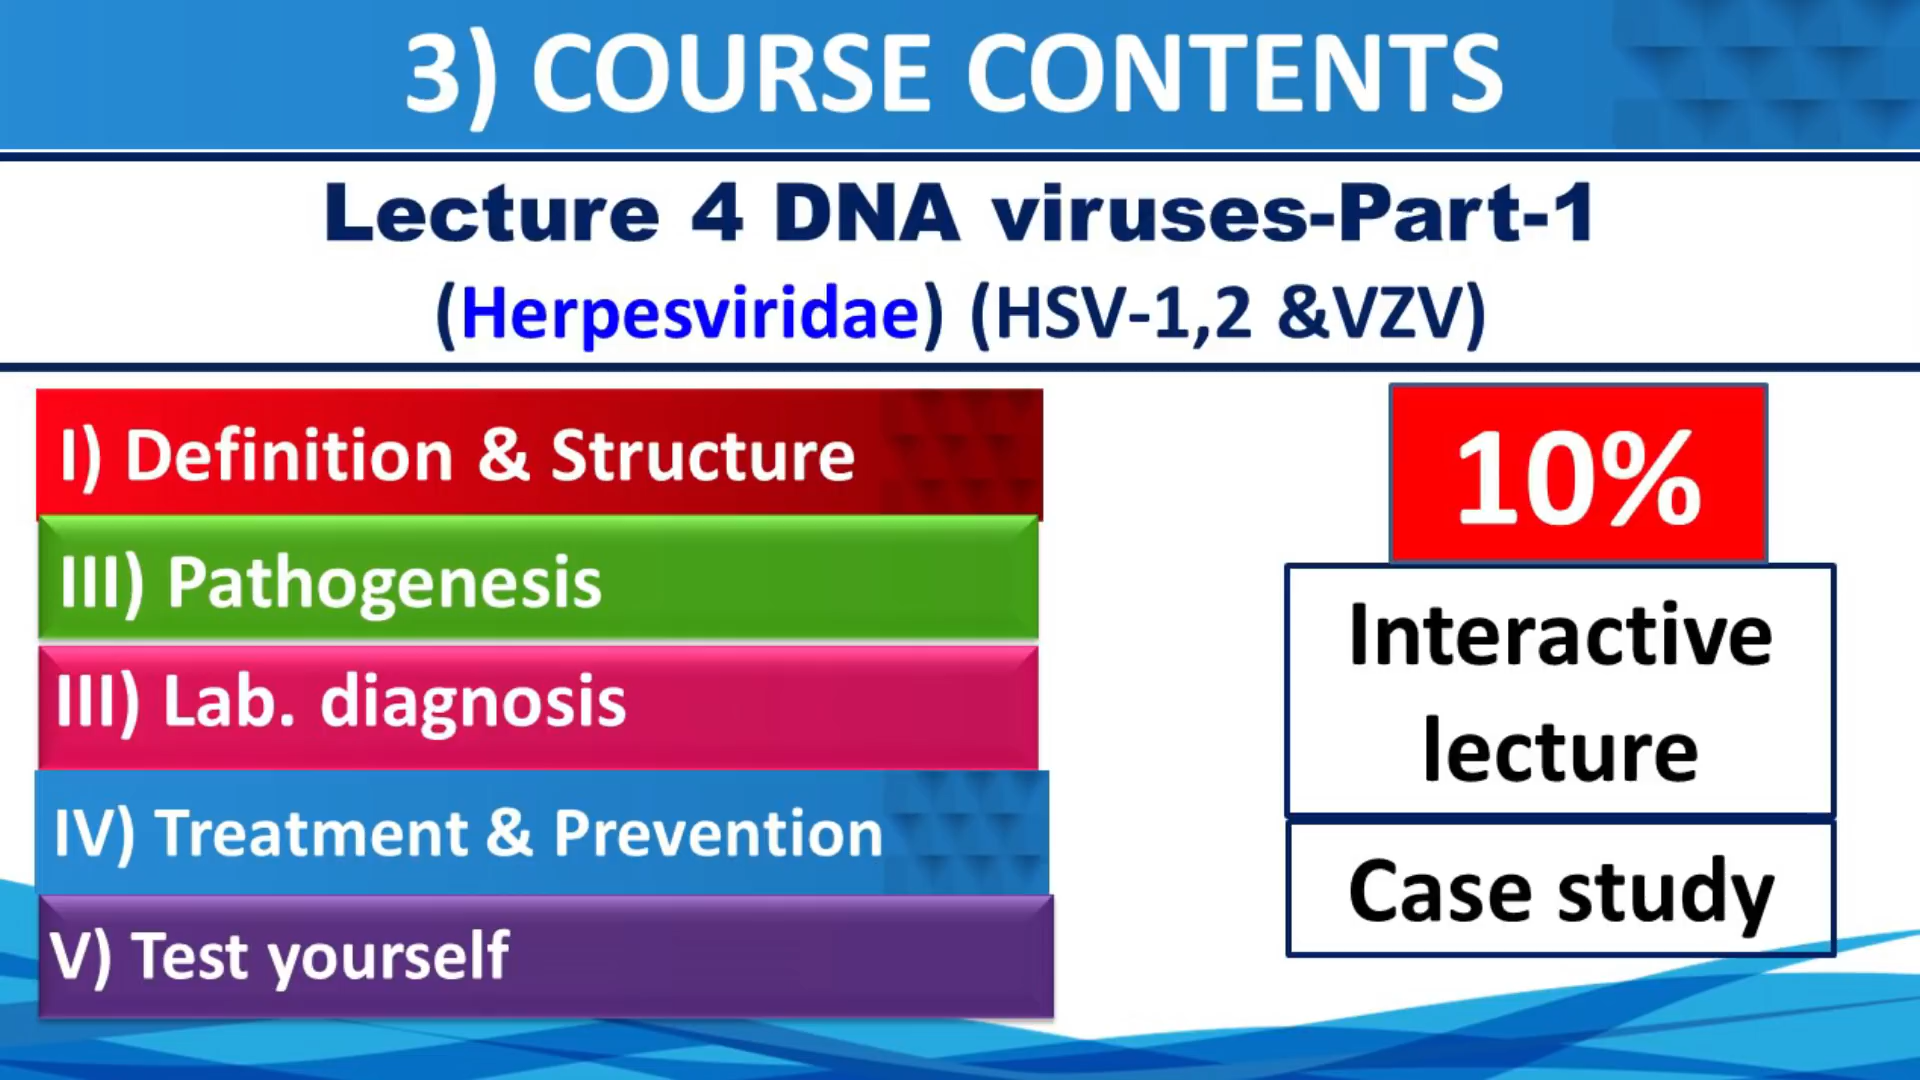 3) COURSE CONTENTS
Lecture 4 DNA viruses-Part-1
(Herpesviridae) (HSV-1,2 &VZV)
I) Definition & Structure
III) Pathogenesis
III) Lab. diagnosis
IV) Treatment & Prevention
V) Test yourself
10%
Interactive
lecture
Case study